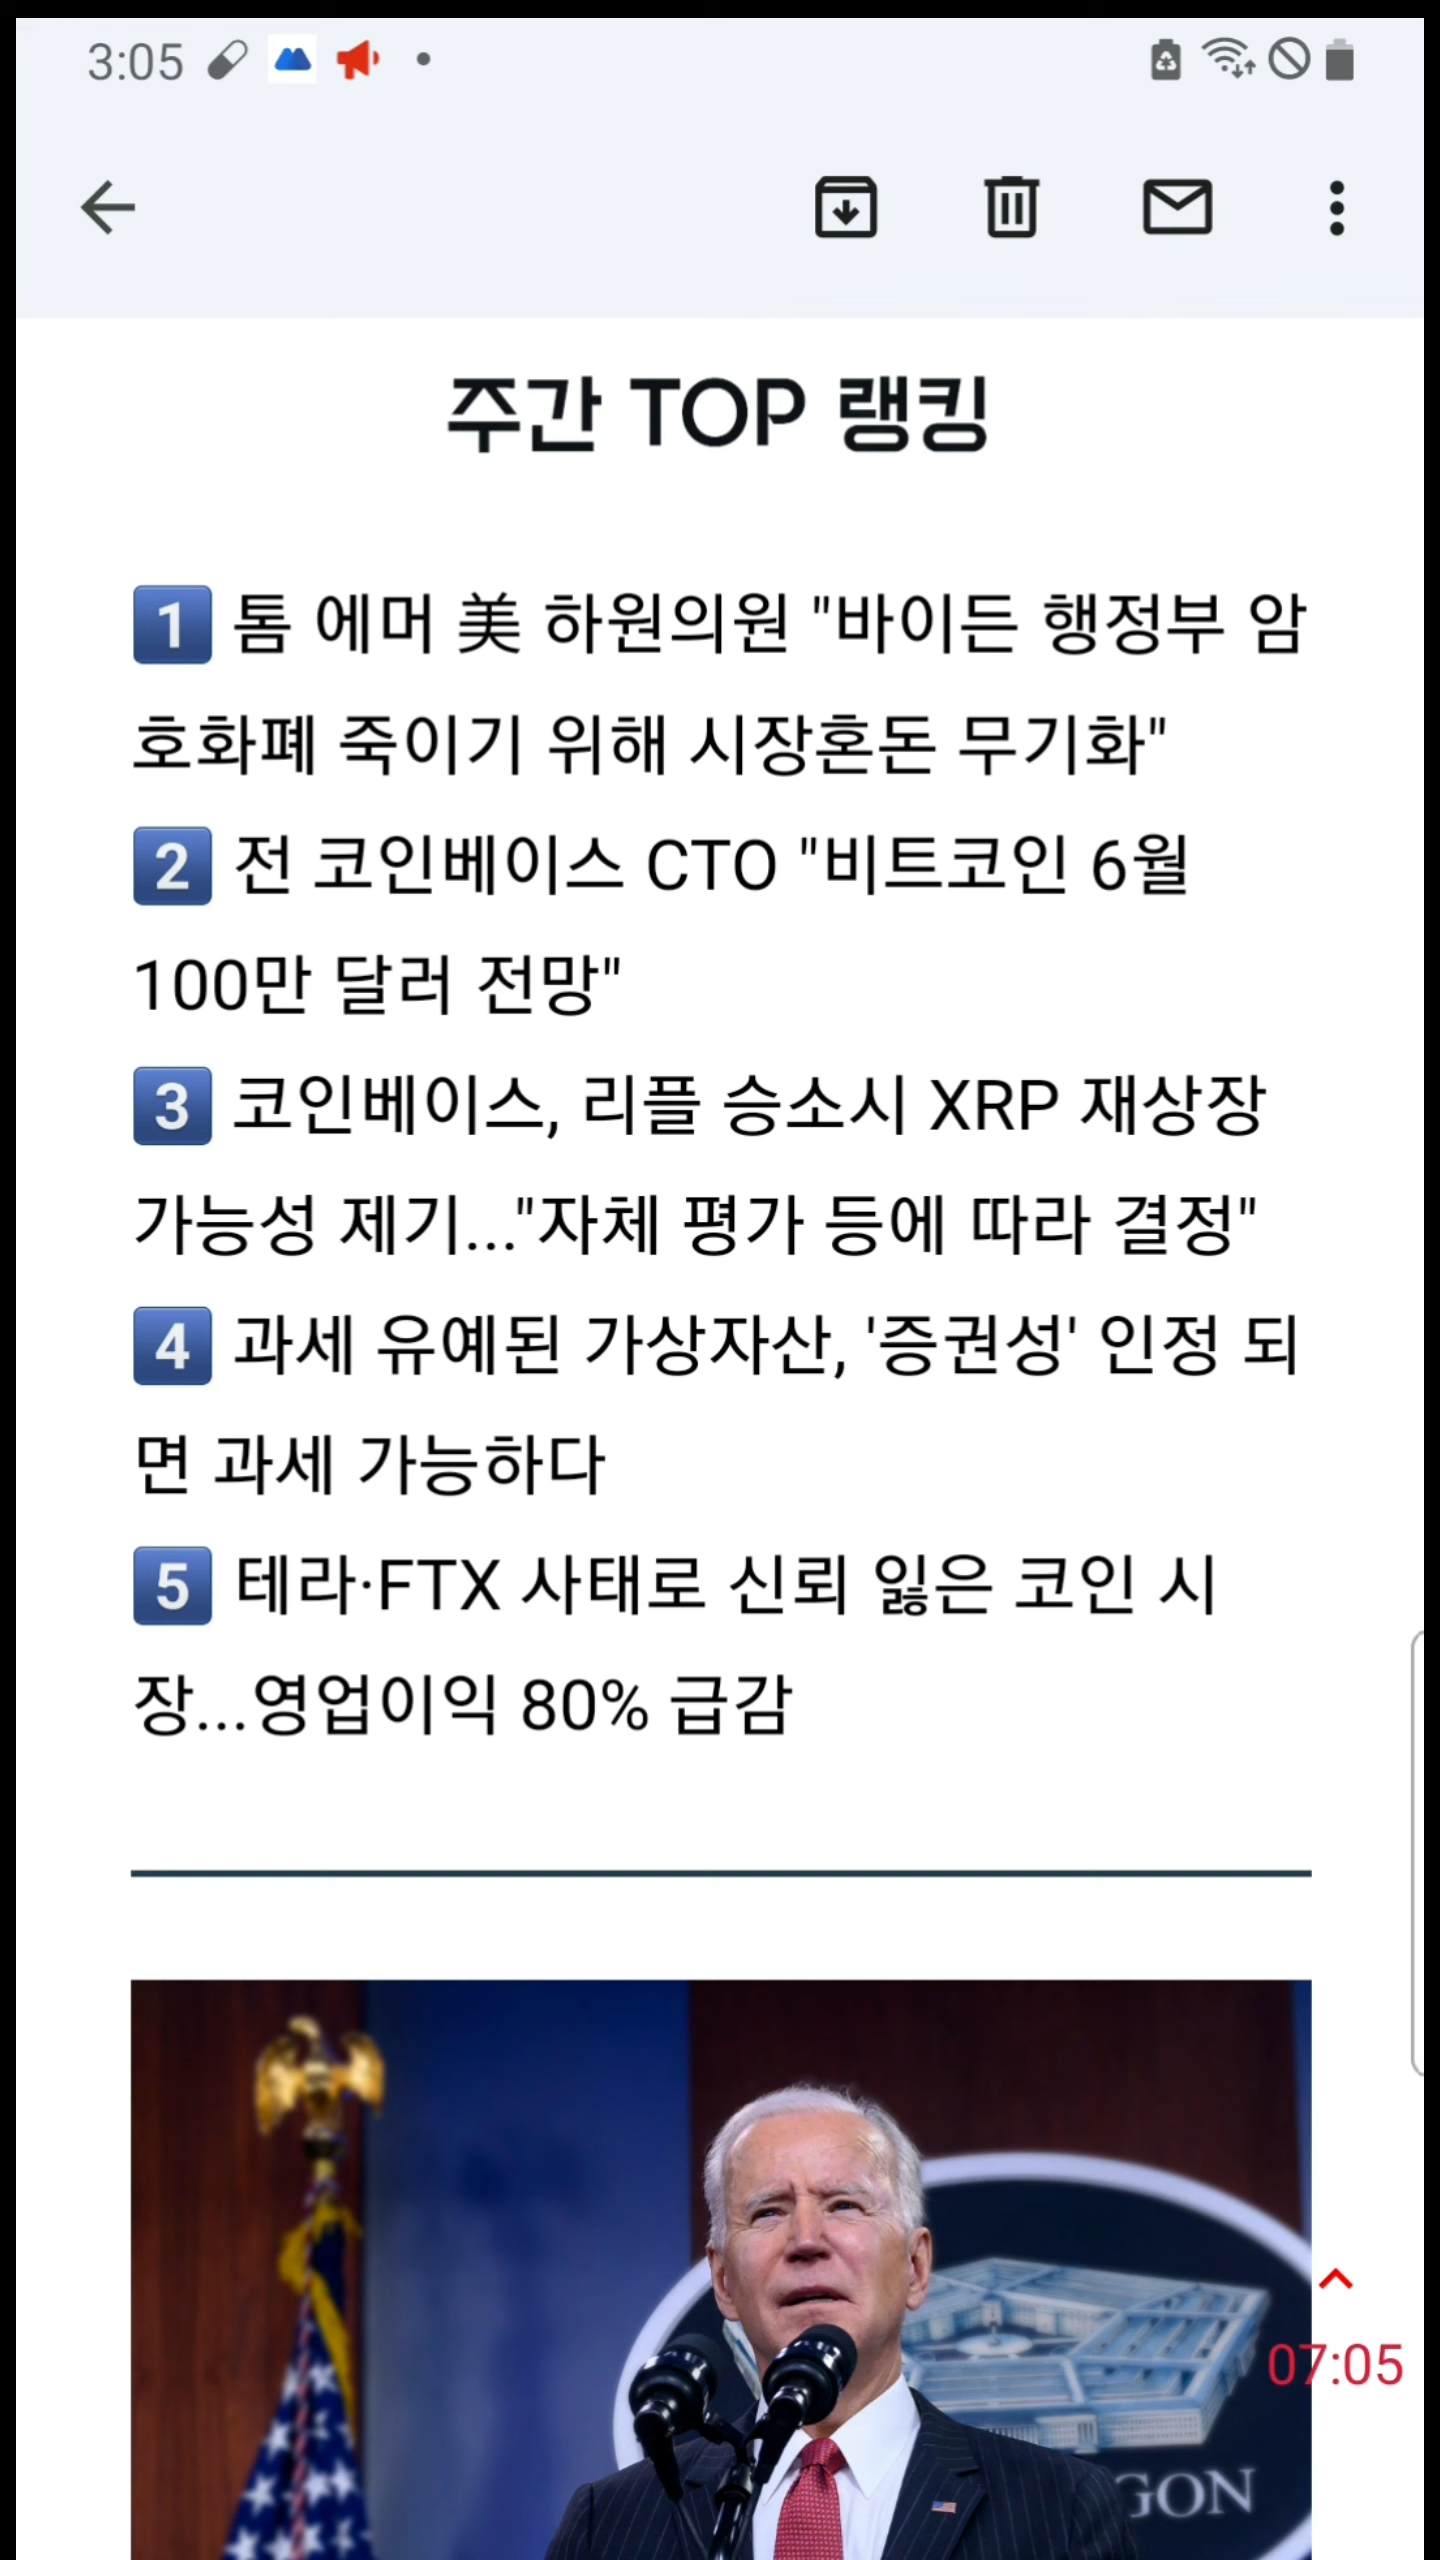 3:05
주간 TOP 랭킹
1 톰 에머 美 하원의원 "바이든 행정부 암
호화폐 죽이기 위해 시장혼돈 무기화"
2 전 코인베이스 CTO "비트코인 6월
100만 달러 전망"
3 코인베이스, 리플 승소시 XRP 재상장
가능성 제기..."자체 평가 등에 따라 결정"
4 과세 유예된 가상자산, '증권성' 인정 되
면 과세 가능하다
5 테라·FTX 사태로 신뢰 잃은 코인 시
장...영업이익 80% 급감
07:05
GON